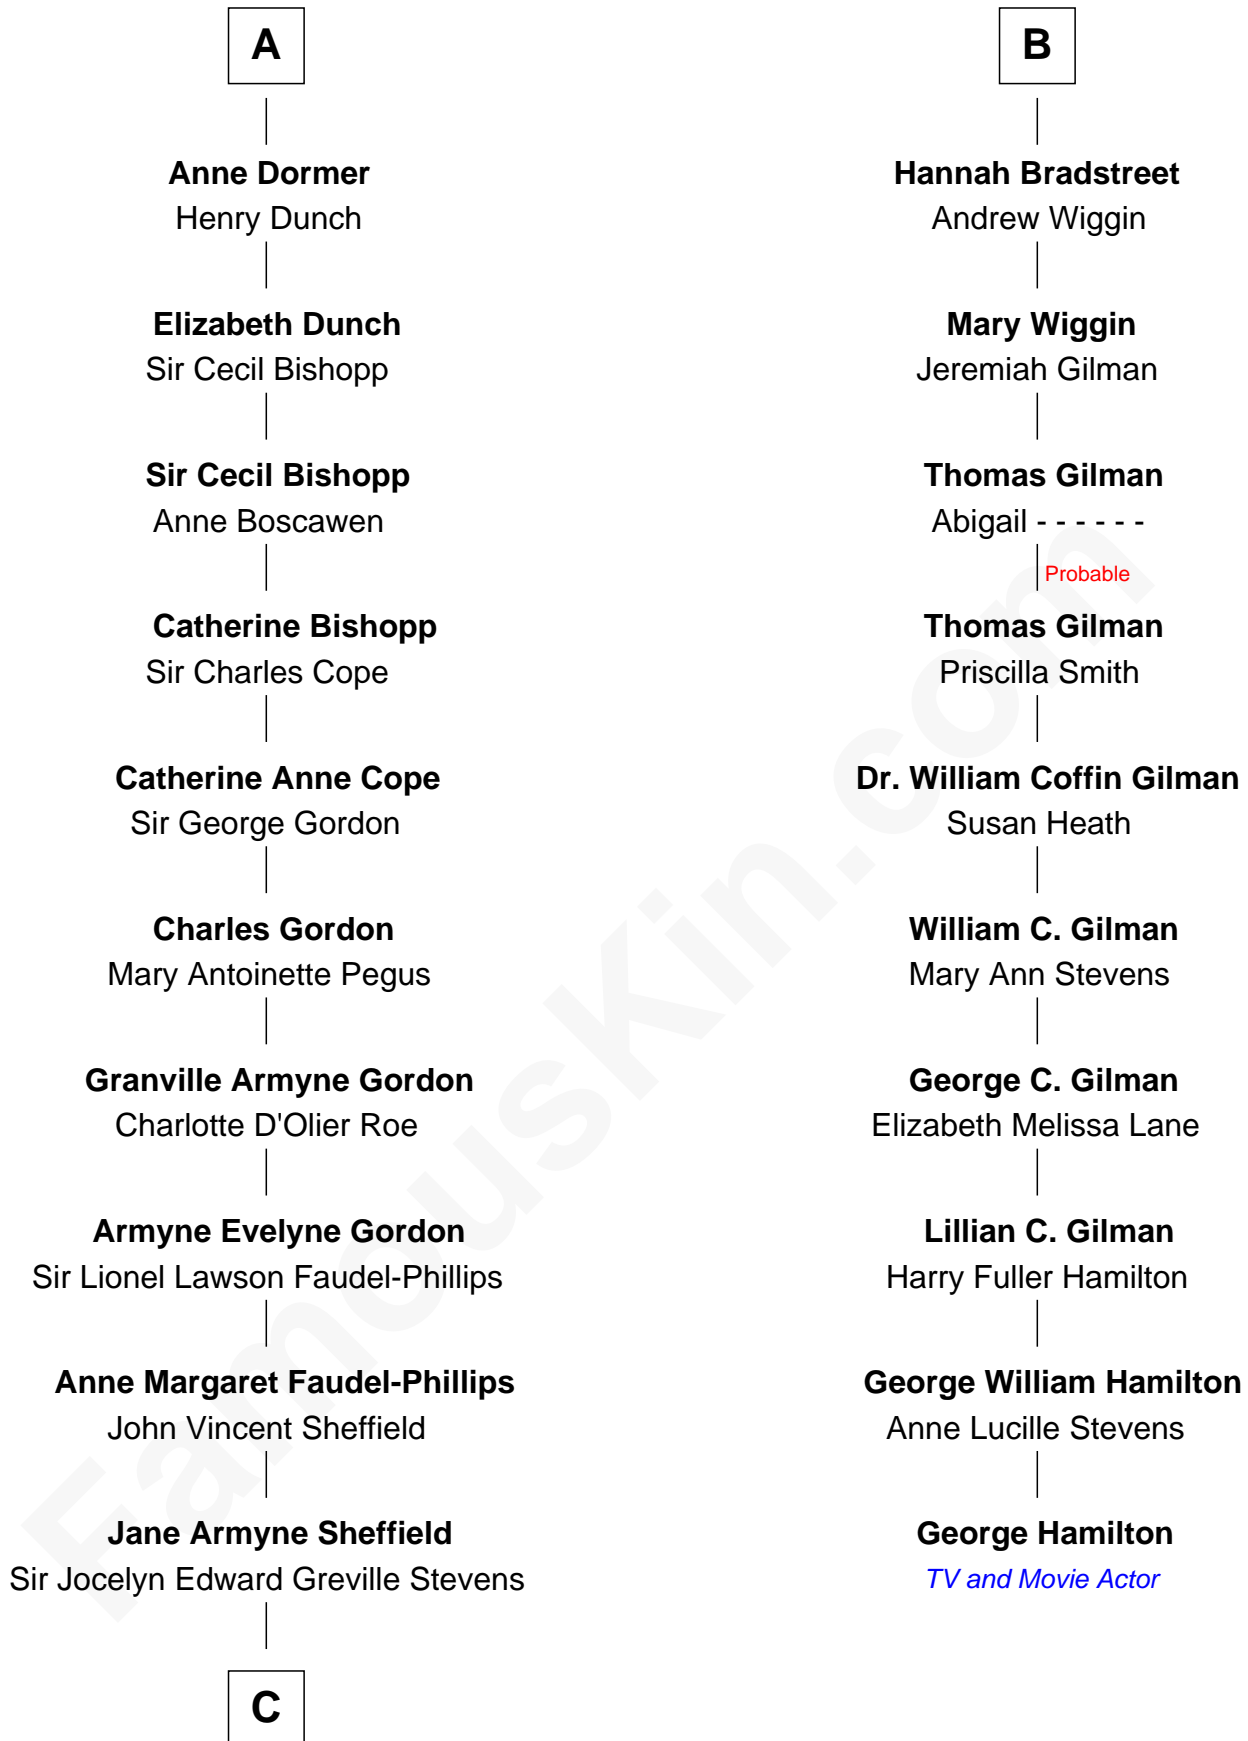 A
Anne Dormer
Henry Dunch
Elizabeth Dunch
Sir Cecil Bishopp
Sir Cecil Bishopp
Anne Boscawen
Catherine Bishopp
Sir Charles Cope
Catherine Anne Cope
Sir George Gordon
Charles Gordon
Mary Antoinette Pegus
Granville Armyne Gordon
Charlotte D'Olier Roe
Armyne Evelyne Gordon
Sir Lionel Lawson Faudel-Phillips
Anne Margaret Faudel-Phillips
John Vincent Sheffield
Jane Armyne Sheffield
Sir Jocelyn Edward Greville Stevens
C
B
Hannah Bradstreet
Andrew Wiggin
Mary Wiggin
Jeremiah Gilman
Thomas Gilman
Abigail - - - - - -
Probable
Thomas Gilman
Priscilla Smith
Dr. William Coffin Gilman
Susan Heath
William C. Gilman
Mary Ann Stevens
George C. Gilman
Elizabeth Melissa Lane
Lillian C. Gilman
Harry Fuller Hamilton
George William Hamilton
Anne Lucille Stevens
George Hamilton
TV and Movie Actor
FamousKin.com